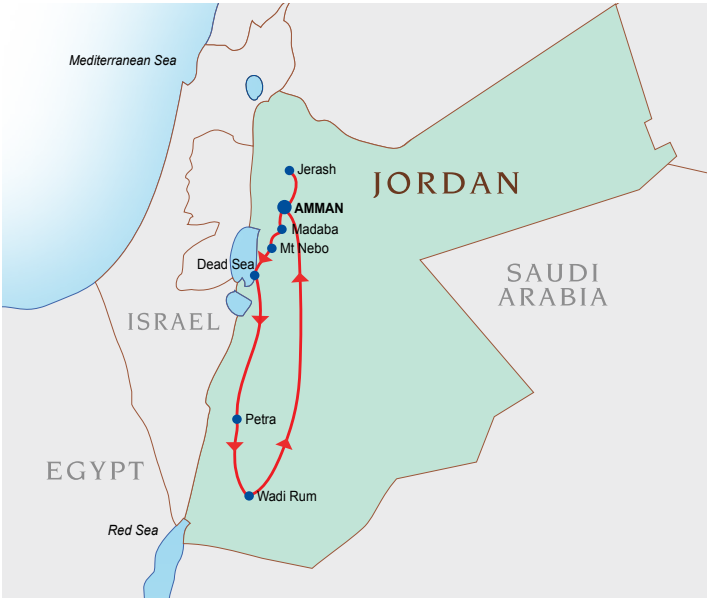 Mediterranean Sea
Jerash
JORDAN
AMMAN
Madaba
Mt Nebo
Dead Sea
SAUDI
ARABIA
ISRAEL
Petra
EGYPT
Wadi Rum
Red Sea